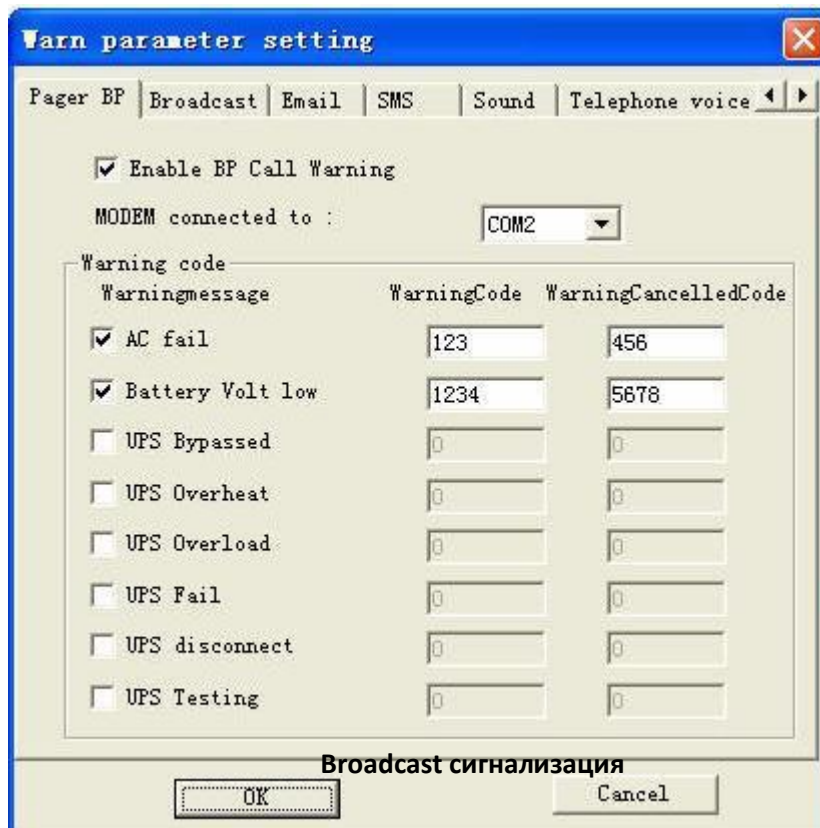 Warn parameter setting
Pager BP Broadcast Email SMS Sound Telephone voice
Enable BP Call Warning
MODEM connected to : COM2
Warning code
Warningmessage WarningCode WarningCancelledCode
AC fail 123 456
Battery Volt low 1234 5678
UPS Bypassed 0 0
UPS Overheat 0 0
UPS Overload 0 0
UPS Fail 0 0
UPS disconnect 0 0
UPS Testing 0 0
Broadcast сигнализация
OK Cancel